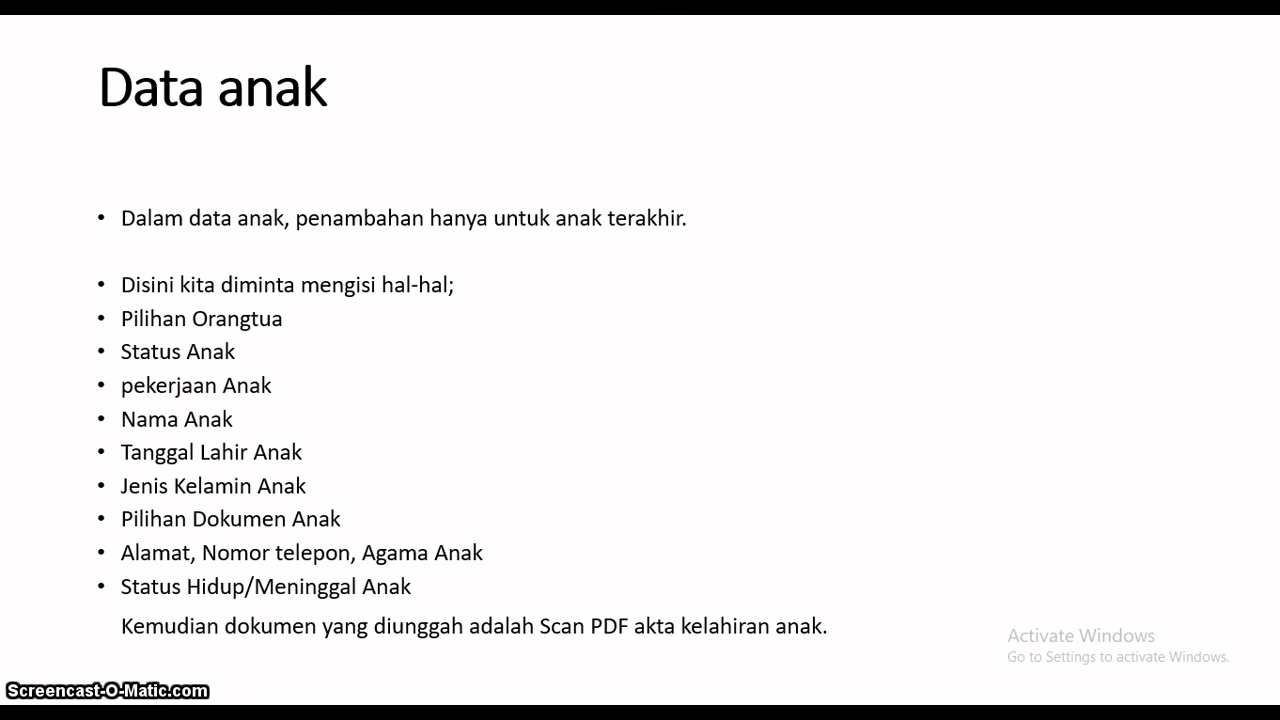 Data anak
• Dalam data anak, penambahan hanya untuk anak terakhir.
• Disini kita diminta mengisi hal-hal;
• Pilihan Orangtua
• Status Anak
• pekerjaan Anak
• Nama Anak
• Tanggal Lahir Anak
• Jenis Kelamin Anak
• Pilihan Dokumen Anak
• Alamat, Nomor telepon, Agama Anak
• Status Hidup/Meninggal Anak
Kemudian dokumen yang diunggah adalah Scan PDF akta kelahiran anak.
Activate Windows
Go to Settings to activate Windows.
Screencast-O-Matic.com